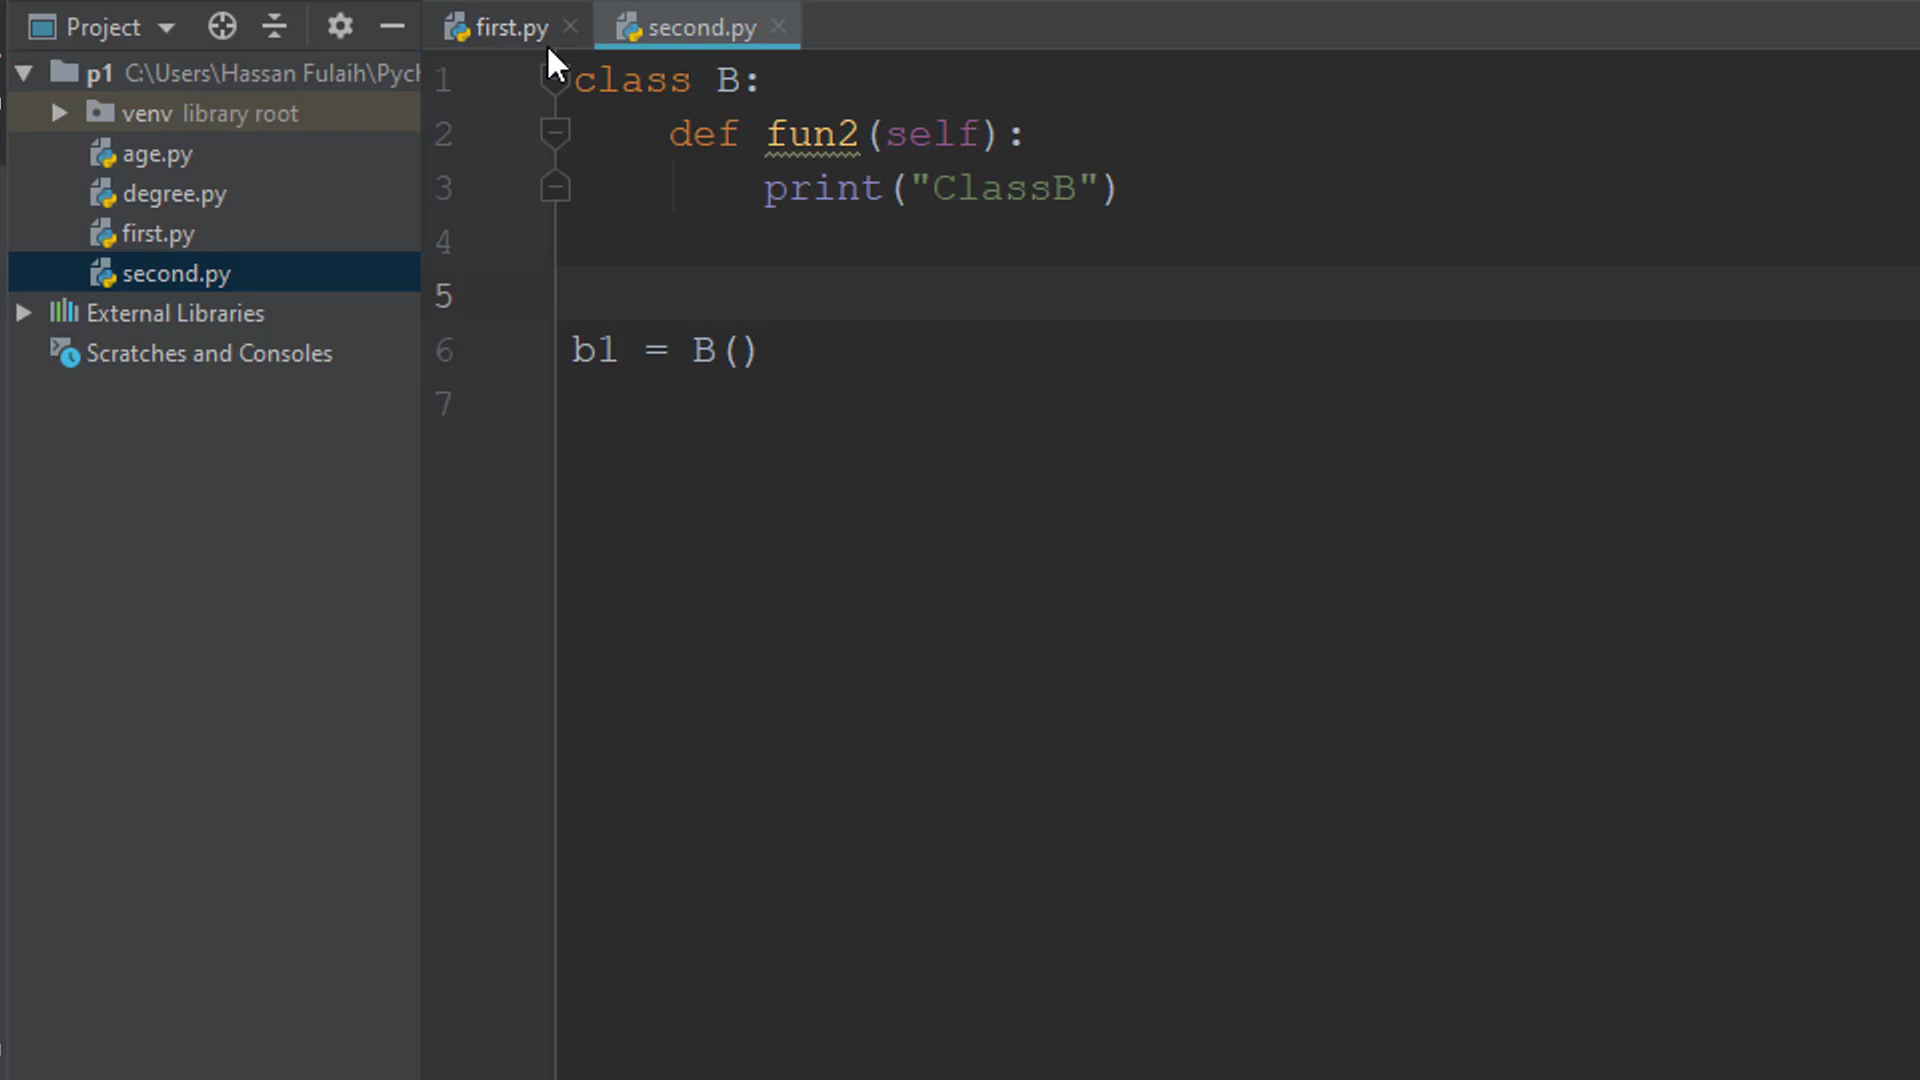 Project
first.py
second.py
p1 C:\Users\Hassan Fulaih\Pych
venv library root
age.py
degree.py
first.py
second.py
External Libraries
Scratches and Consoles
1 class B:
2 def fun2(self):
3 print("ClassB")
4
5
6 b1 = B()
7